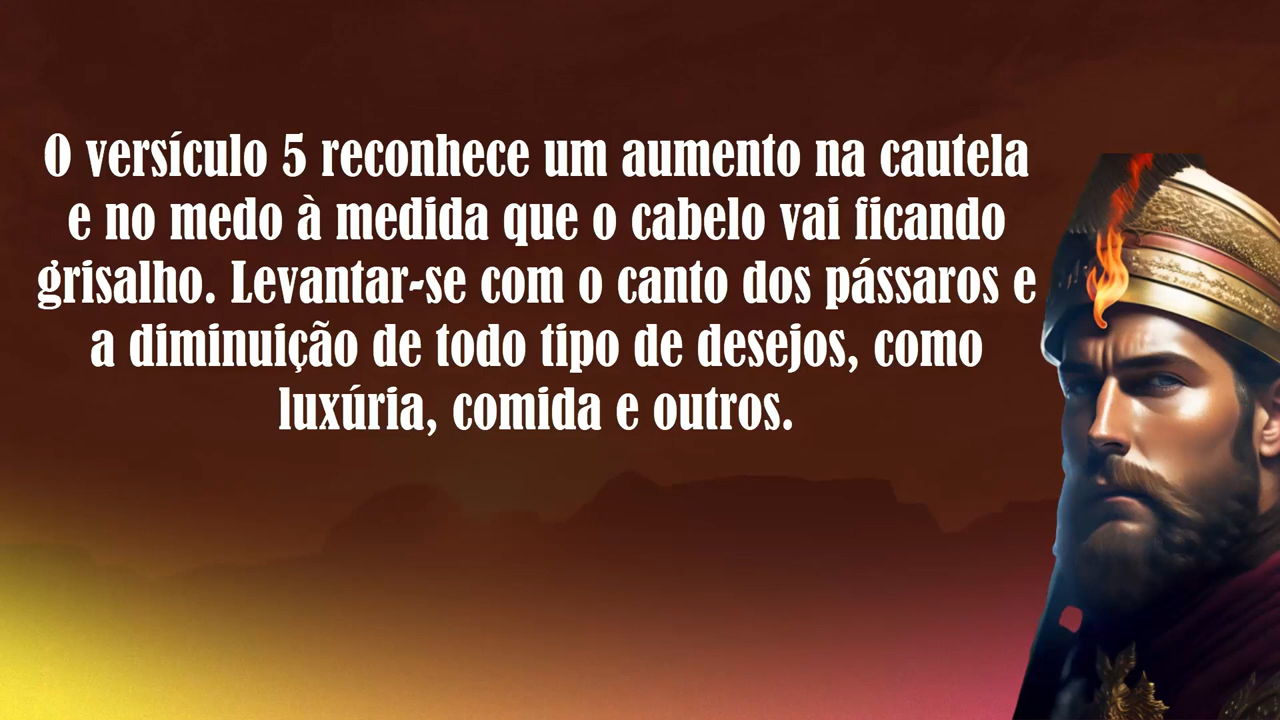 O versículo 5 reconhece um aumento na cautela
e no medo à medida que o cabelo vai ficando
grisalho. Levantar-se com o canto dos pássaros e
a diminuição de todo tipo de desejos, como
luxúria, comida e outros.